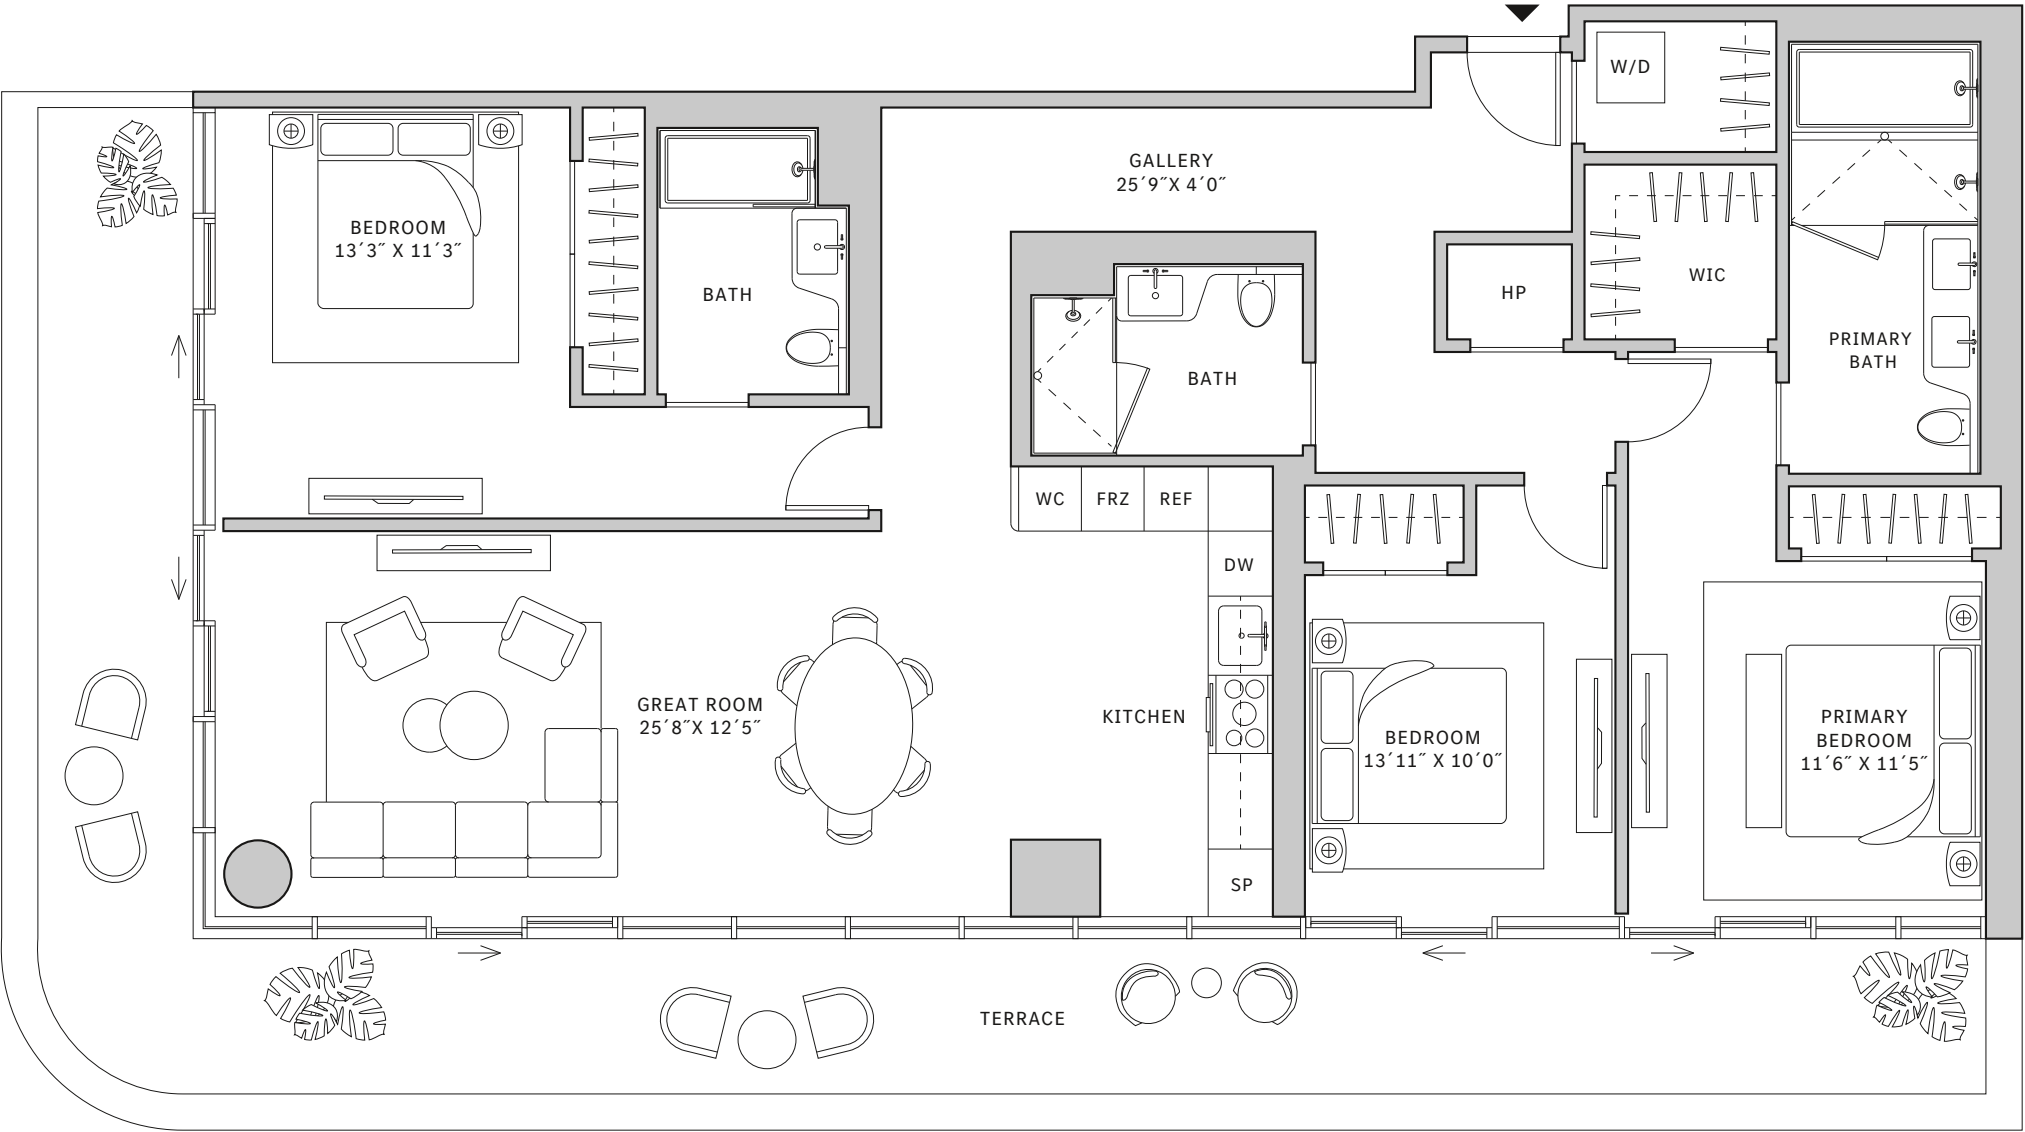 W/D
GALLERY
25´9˝X 4´0˝
BEDROOM
13´3˝ X 11´3˝
BATH
HP
WIC
PRIMARY
BATH
BATH
WC
FRZ
REF
DW
GREAT ROOM
25´8˝X 12´5˝
KITCHEN
BEDROOM
13´11˝ X 10´0˝
PRIMARY
BEDROOM
11´6˝ X 11´5˝
SP
TERRACE